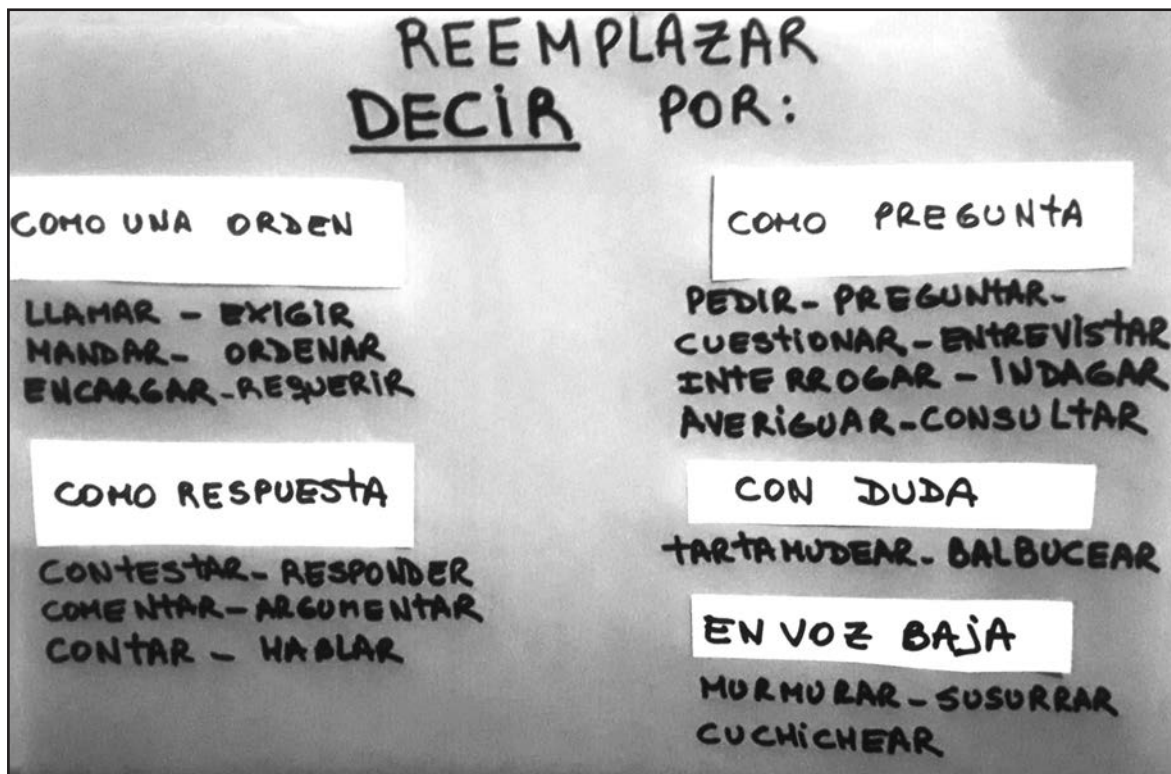 REEMPLAZAR
DECIR POR:
COMO UNA ORDEN
LLAMAR - EXIGIR
MANDAR - ORDENAR
ENCARGAR - REQUERIR
COMO RESPUESTA
CONTESTAR - RESPONDER
COMENTAR - ARGUMENTAR
CONTAR - HABLAR
COMO PREGUNTA
PEDIR - PREGUNTAR -
CUESTIONAR - ENTREVISTAR
INTERROGAR - INDAGAR
AVERIGUAR - CONSULTAR
CON DUDA
TARTAMUDEAR - BALBUCEAR
EN VOZ BAJA
MURMURAR - SUSURRAR
CUCHICHEAR